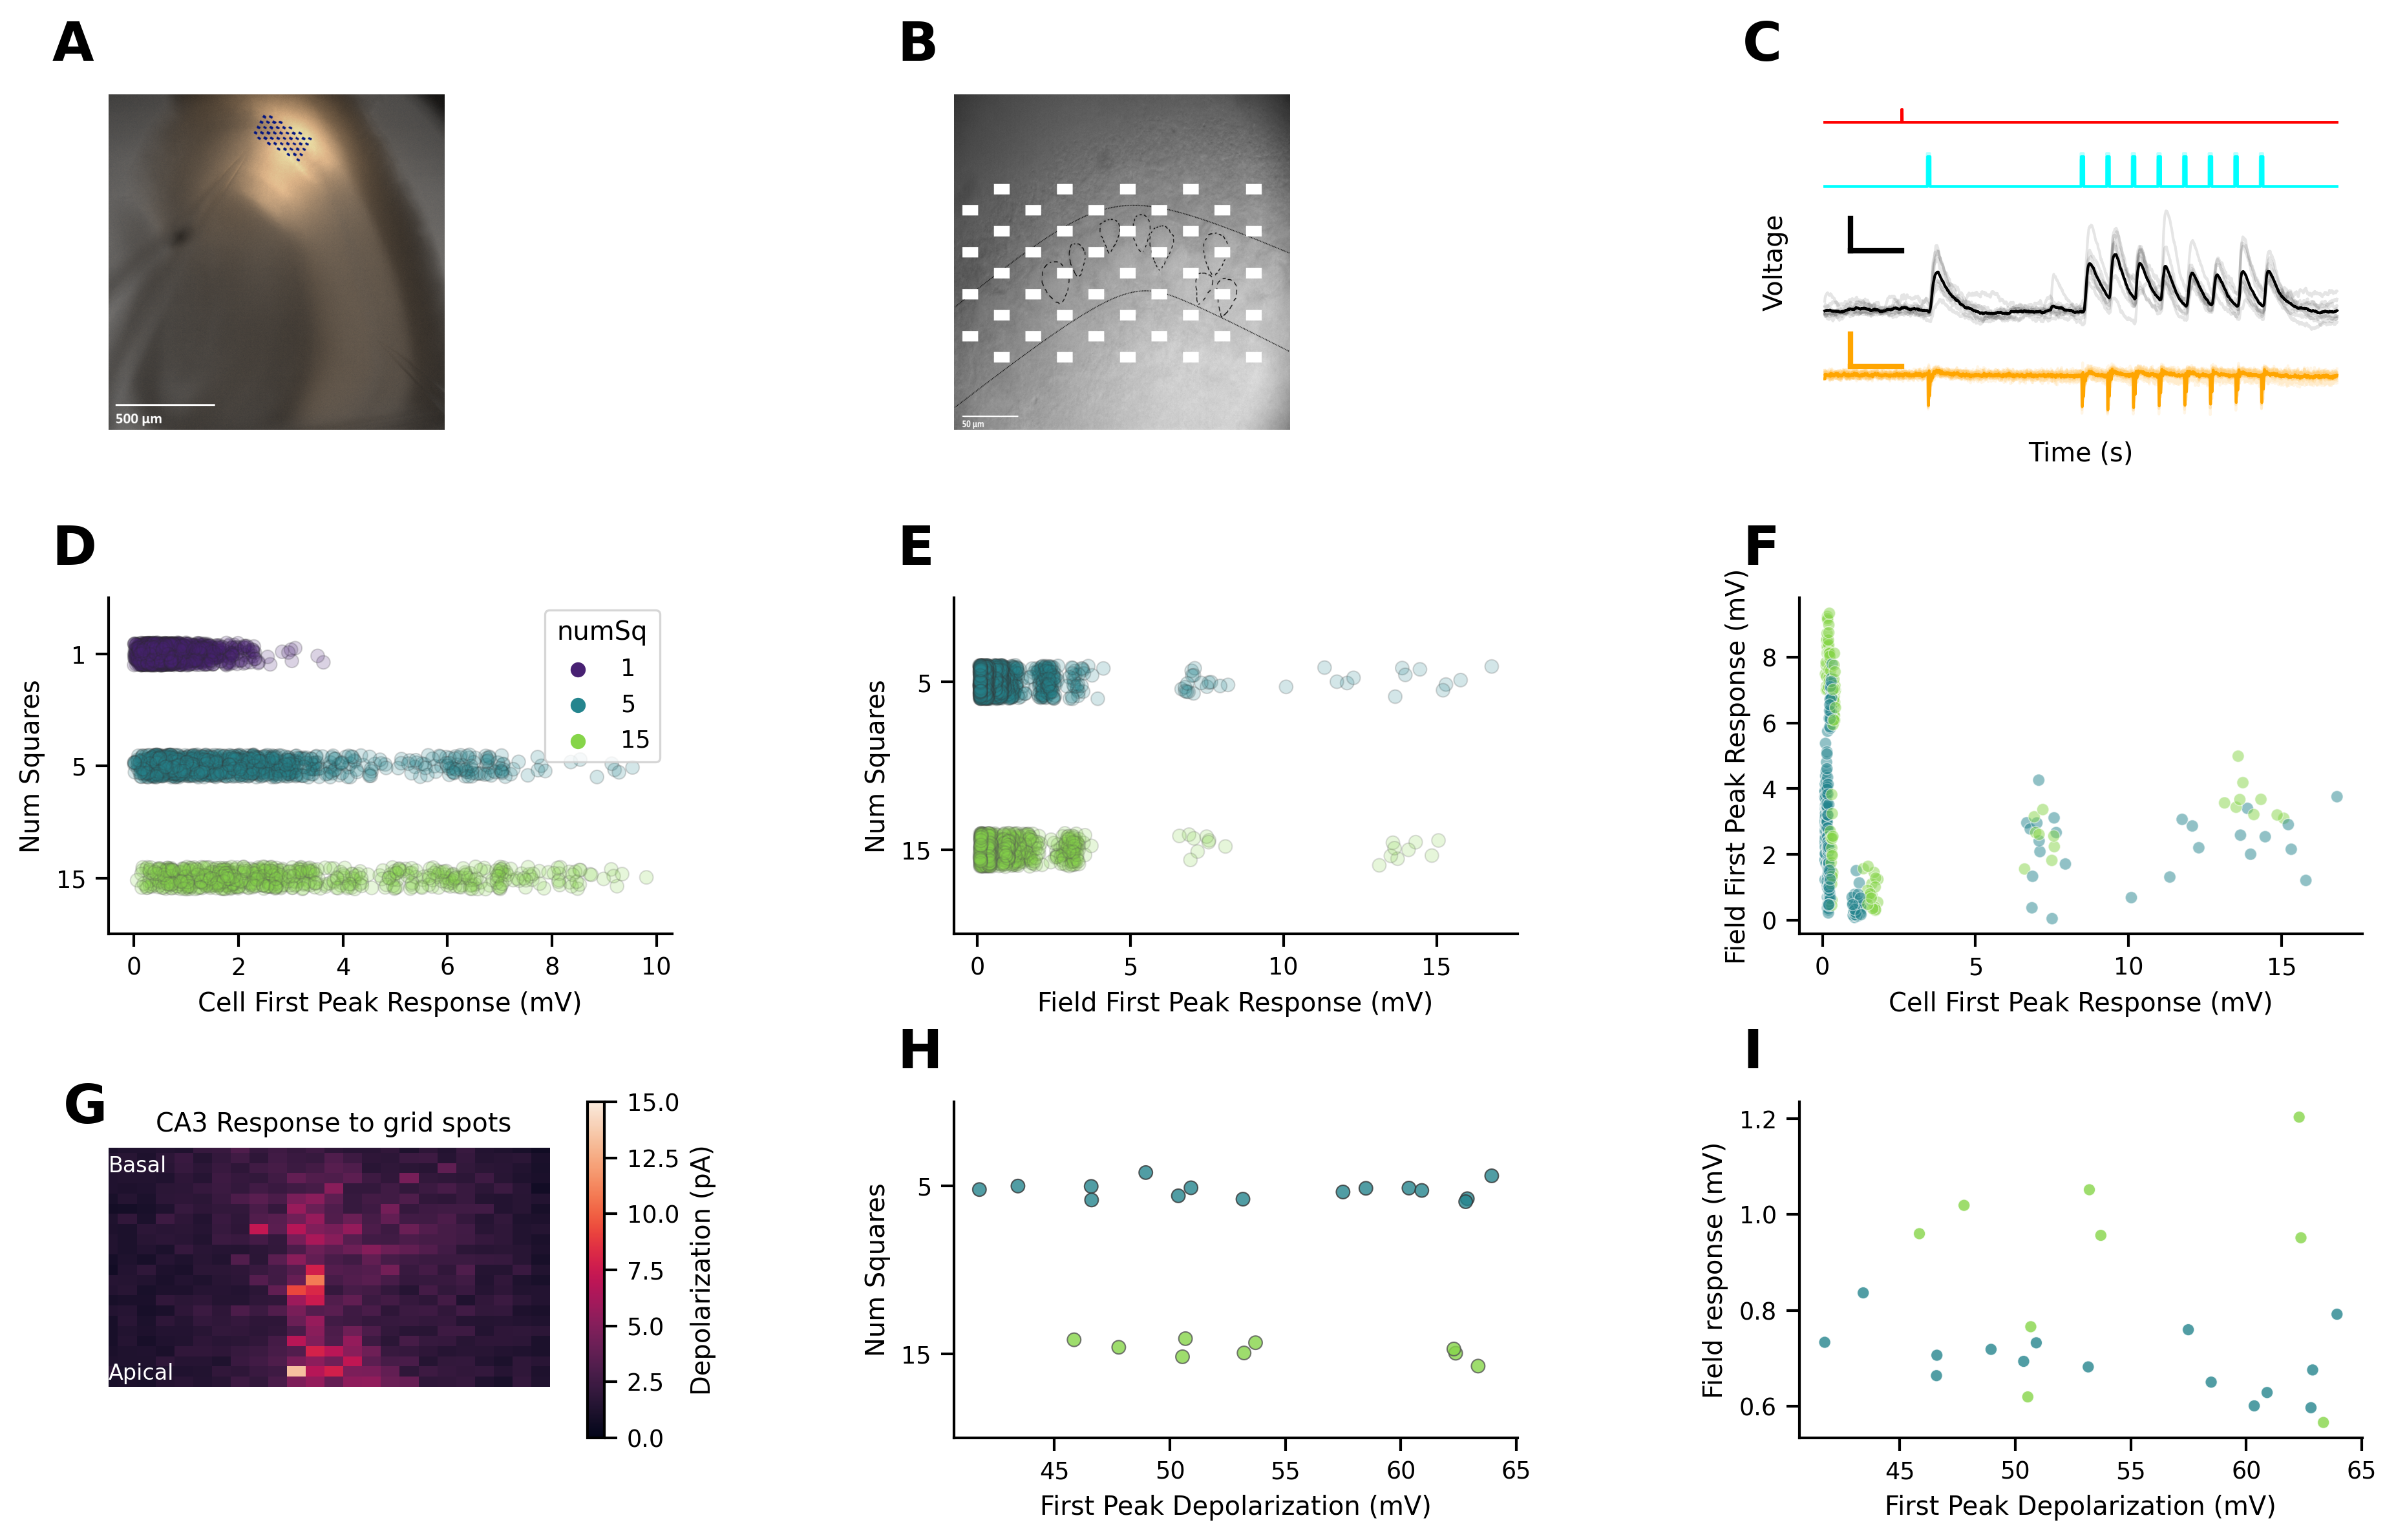 A
B
C
500 µm
50 µm
Voltage
Time (s)
D
E
F
numSq
1
5
15
1
5
15
Num Squares
0 2 4 6 8 10
Cell First Peak Response (mV)
5
15
Num Squares
0 5 10 15
Field First Peak Response (mV)
8
6
4
2
0
Field First Peak Response (mV)
0 5 10 15
Cell First Peak Response (mV)
G
H
I
CA3 Response to grid spots
Basal
Apical
15.0
12.5
10.0
7.5
5.0
2.5
0.0
Depolarization (pA)
5
15
Num Squares
45 50 55 60 65
First Peak Depolarization (mV)
1.2
1.0
0.8
0.6
Field response (mV)
45 50 55 60 65
First Peak Depolarization (mV)